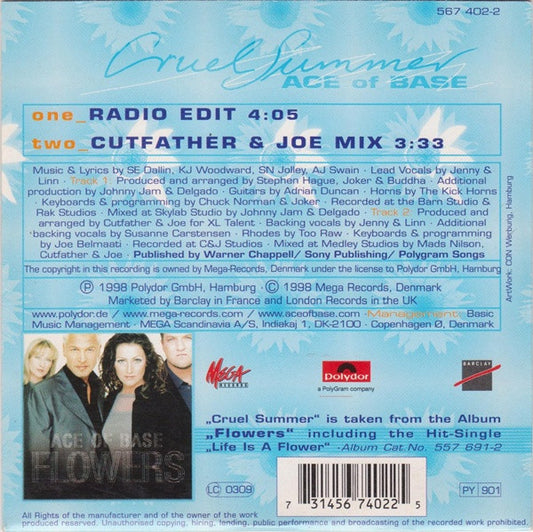 567 402-2
Cruel Summer
ACE of BASE
one_RADIO EDIT 4:05
two_CUTFATHER & JOE MIX 3:33
Music & Lyrics by SE Dallin, KJ Woodward, SN Jolley, AJ Swain · Lead Vocals by Jenny &
Linn · Track 1: Produced and arranged by Stephen Hague, Joker & Buddha · Additional
production by Johnny Jam & Delgado · Guitars by Adrian Duncan · Horns by The Kick Horns
Keyboards & programming by Chuck Norman & Joker · Recorded at the Barn Studio &
Rak Studios · Mixed at Skylab Studio by Johnny Jam & Delgado · Track 2: Produced and
arranged by Cutfather & Joe for XL Talent · Backing vocals by Jenny & Linn · Additional
backing vocals by Susanne Carstensen · Rhodes by Too Raw · Keyboards & programming
by Joe Belmaati · Recorded at C&J Studios · Mixed at Medley Studios by Mads Nilson,
Cutfather & Joe · Published by Warner Chappell/ Sony Publishing/ Polygram Songs
The copyright in this recording is owned by Mega-Records, Denmark under the license to Polydor GmbH, Hamburg
Ⓟ 1998 Polydor GmbH, Hamburg · © 1998 Mega Records, Denmark
Marketed by Barclay in France and London Records in the UK
www.polydor.de / www.mega-records.com / www.aceofbase.com · Management: Basic
Music Management · MEGA Scandinavia A/S, Indiakaj 1, DK-2100 · Copenhagen Ø, Denmark
ArtWork: CDN Werbung, Hamburg
ACE OF BASE
FLOWERS
MEGA
RECORDS
Polydor
a PolyGram company
BARCLAY
„Cruel Summer“ is taken from the Album
„Flowers“ including the Hit-Single
„Life Is A Flower“ · Album Cat. No. 557 691-2
LC 0309
7 31456 74022 5
PY 901
All Rights of the manufacturer and of the owner of the work
produced reserved. Unauthorised copying, hiring, lending, public performance and broadcasting of the recorded work prohibited.